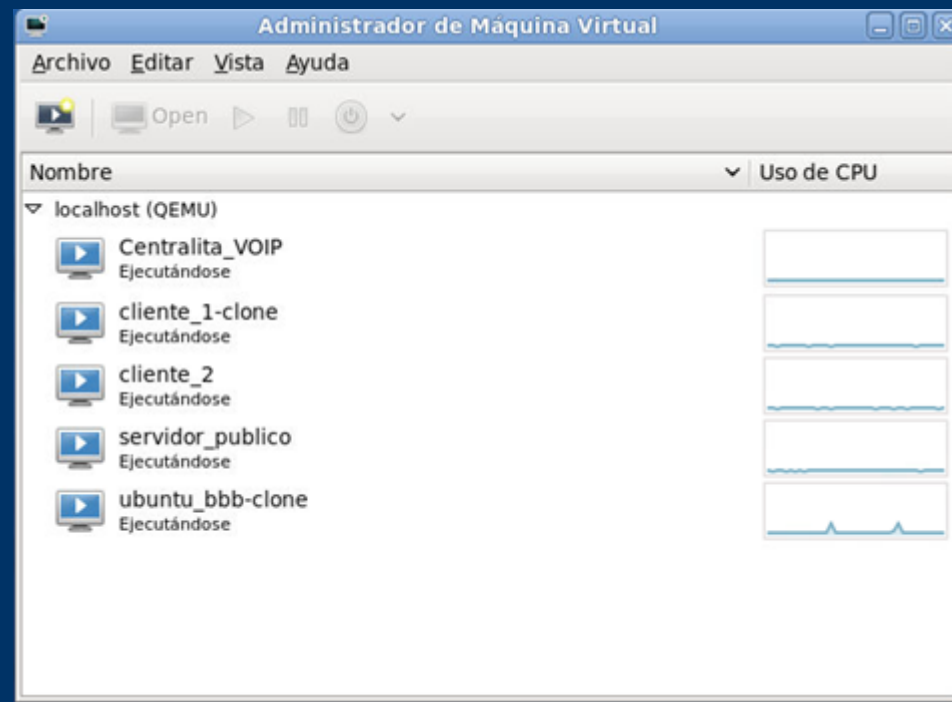 Administrador de Máquina Virtual
Archivo Editar Vista Ayuda
Open
Nombre Uso de CPU
localhost (QEMU)
Centralita_VOIP
Ejecutándose
cliente_1-clone
Ejecutándose
cliente_2
Ejecutándose
servidor_publico
Ejecutándose
ubuntu_bbb-clone
Ejecutándose